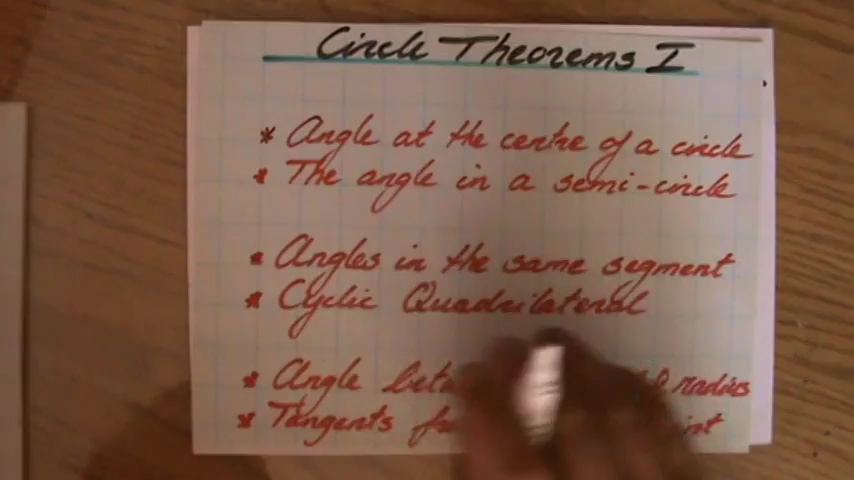 Circle Theorems I
* Angle at the centre of a circle
* The angle in a semi-circle
* Angles in the same segment
* Cyclic Quadrilateral
* Angle radius
* Tangents